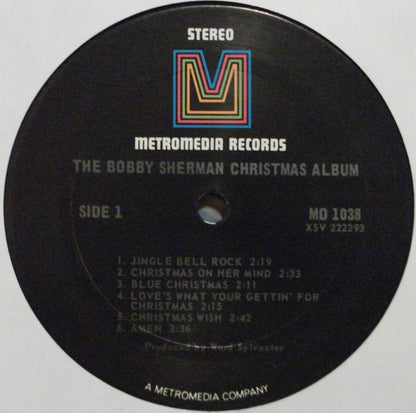 STEREO
METROMEDIA RECORDS
THE BOBBY SHERMAN CHRISTMAS ALBUM
SIDE 1
MD 1038
XSV 222293
1. JINGLE BELL ROCK 2:19
2. CHRISTMAS ON HER MIND 2:33
3. BLUE CHRISTMAS 2:11
4. LOVE'S WHAT YOUR GETTIN' FOR
CHRISTMAS 2:15
5. CHRISTMAS WISH 2:42
6. AMEN 3:36
Produced by Ward Sylvester
A METROMEDIA COMPANY